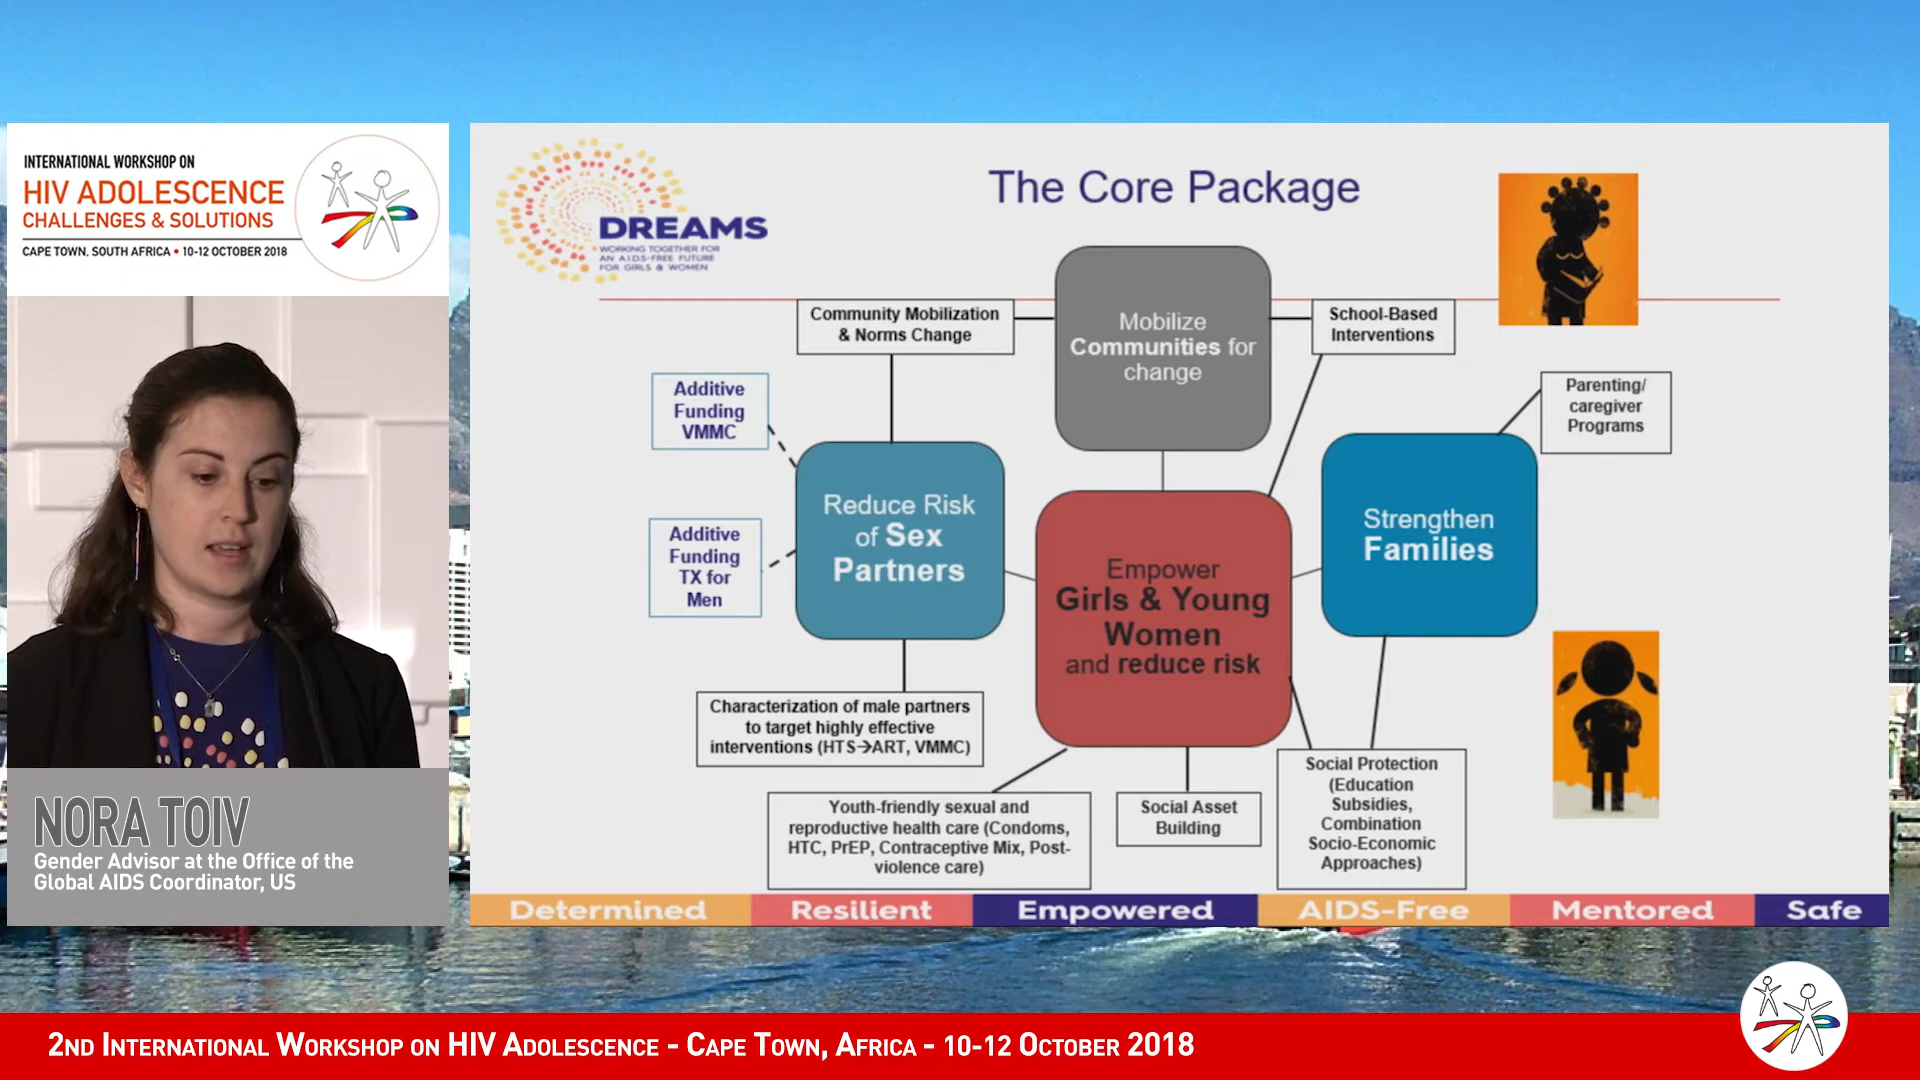 INTERNATIONAL WORKSHOP ON
HIV ADOLESCENCE
CHALLENGES & SOLUTIONS
CAPE TOWN, SOUTH AFRICA • 10-12 OCTOBER 2018
NORA TOIV
Gender Advisor at the Office of the
Global AIDS Coordinator, US
DREAMS
WORKING TOGETHER FOR
AN A.I.D.S-FREE FUTURE
FOR GIRLS & WOMEN
The Core Package
Mobilize
Communities for
change
Community Mobilization
& Norms Change
School-Based
Interventions
Additive
Funding
VMMC
Parenting/
caregiver
Programs
Reduce Risk
of Sex
Partners
Additive
Funding
TX for
Men
Empower
Girls & Young
Women
and reduce risk
Strengthen
Families
Characterization of male partners
to target highly effective
interventions (HTS→ART, VMMC)
Youth-friendly sexual and
reproductive health care (Condoms,
HTC, PrEP, Contraceptive Mix, Post-
violence care)
Social Asset
Building
Social Protection
(Education
Subsidies,
Combination
Socio-Economic
Approaches)
Determined Resilient Empowered AIDS-Free Mentored Safe
2ND INTERNATIONAL WORKSHOP ON HIV ADOLESCENCE - CAPE TOWN, AFRICA - 10-12 OCTOBER 2018